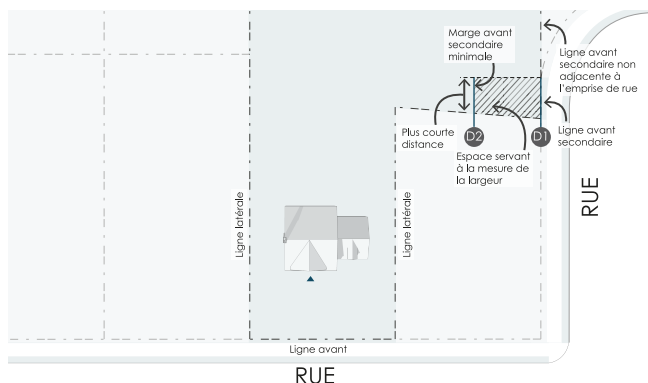 Marge avant
secondaire
minimale
Ligne avant
secondaire non
adjacente à
l'emprise de rue
Plus courte
distance
D2
D1
Ligne avant
secondaire
Espace servant
à la mesure de
la largeur
Ligne latérale
Ligne latérale
RUE
Ligne avant
RUE